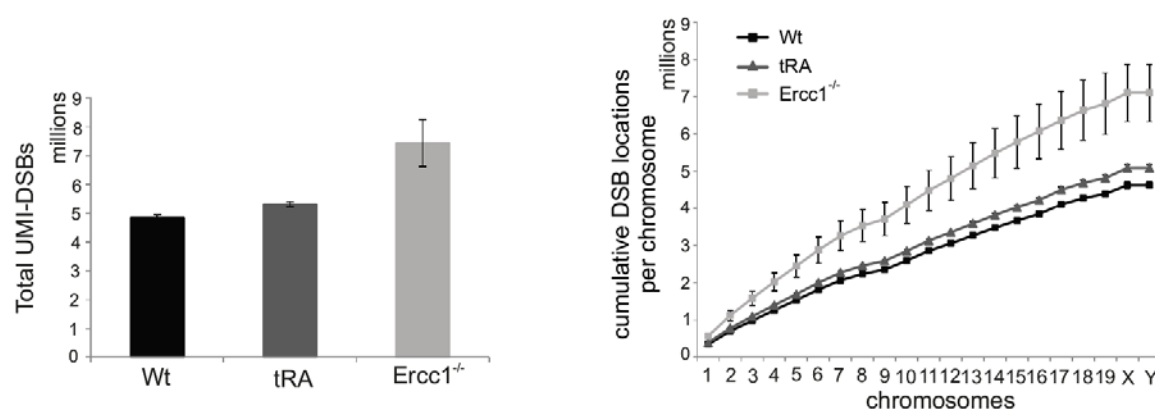 Total UMI-DSBs
millions
9
8
7
6
5
4
3
2
1
0
Wt
tRA
Ercc1-/-
cumulative DSB locations
per chromosome
millions
9
8
7
6
5
4
3
2
1
0
Wt
tRA
Ercc1-/-
1 2 3 4 5 6 7 8 9 10 11 12 13 14 15 16 17 18 19 X Y
chromosomes